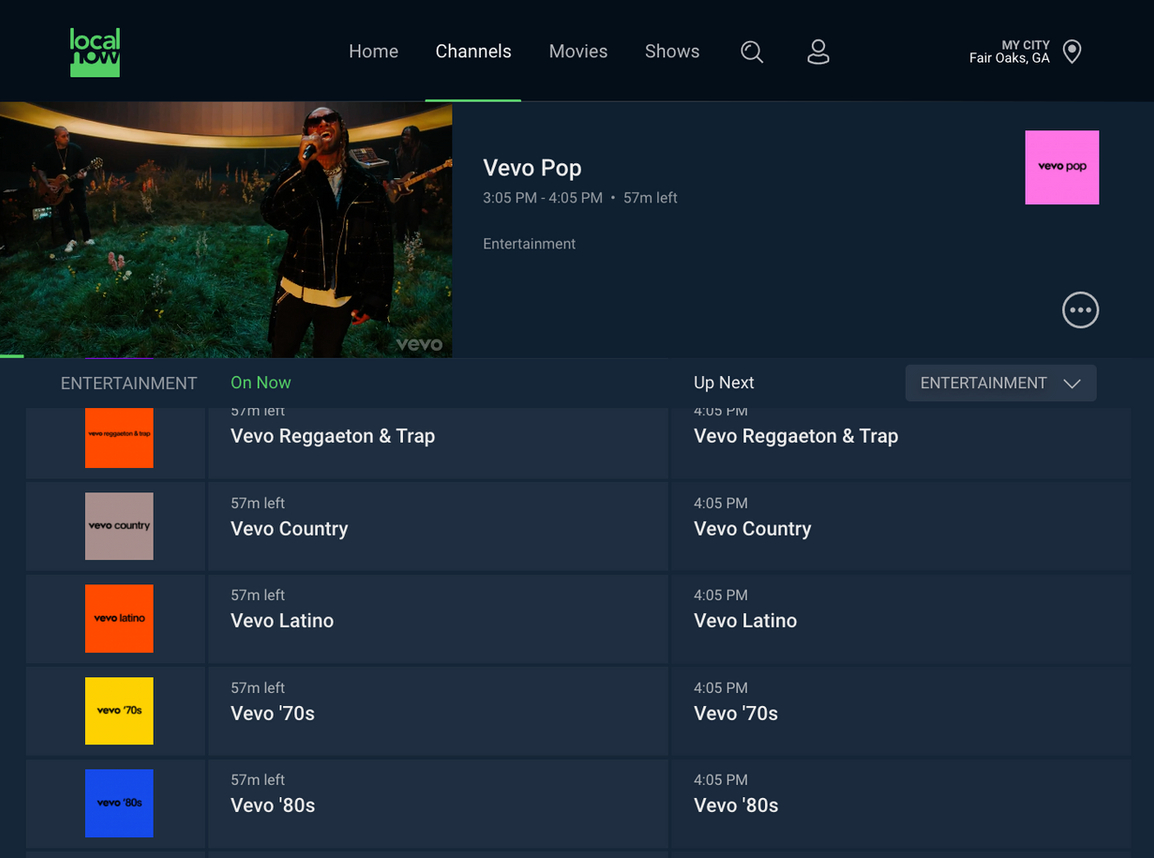 local
now
Home
Channels
Movies
Shows
MY CITY
Fair Oaks, GA
Vevo Pop
3:05 PM - 4:05 PM • 57m left
Entertainment
vevo pop
vevo
ENTERTAINMENT
On Now
Up Next
ENTERTAINMENT
vevo reggaeton & trap
57m left
Vevo Reggaeton & Trap
4:05 PM
Vevo Reggaeton & Trap
vevo country
57m left
Vevo Country
4:05 PM
Vevo Country
vevo latino
57m left
Vevo Latino
4:05 PM
Vevo Latino
vevo '70s
57m left
Vevo '70s
4:05 PM
Vevo '70s
vevo '80s
57m left
Vevo '80s
4:05 PM
Vevo '80s